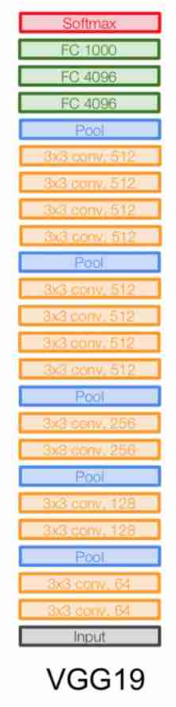 Softmax
FC 1000
FC 4096
FC 4096
Pool
3x3 conv, 512
3x3 conv, 512
3x3 conv, 512
3x3 conv, 512
Pool
3x3 conv, 512
3x3 conv, 512
3x3 conv, 512
3x3 conv, 512
Pool
3x3 conv, 256
3x3 conv, 256
Pool
3x3 conv, 128
3x3 conv, 128
Pool
3x3 conv, 64
3x3 conv, 64
Input
VGG19